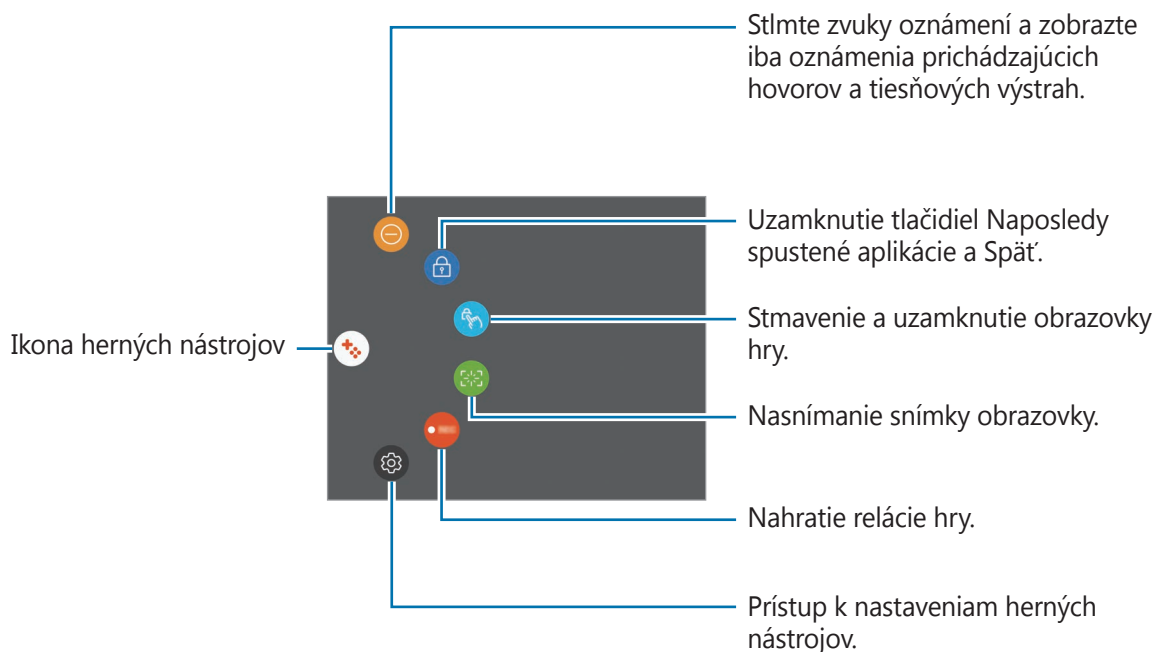 Stlmte zvuky oznámení a zobrazte
iba oznámenia prichádzajúcich
hovorov a tiesňových výstrah.
Uzamknutie tlačidiel Naposledy
spustené aplikácie a Späť.
Ikona herných nástrojov
Stmavenie a uzamknutie obrazovky
hry.
Nasnímanie snímky obrazovky.
Nahratie relácie hry.
Prístup k nastaveniam herných
nástrojov.